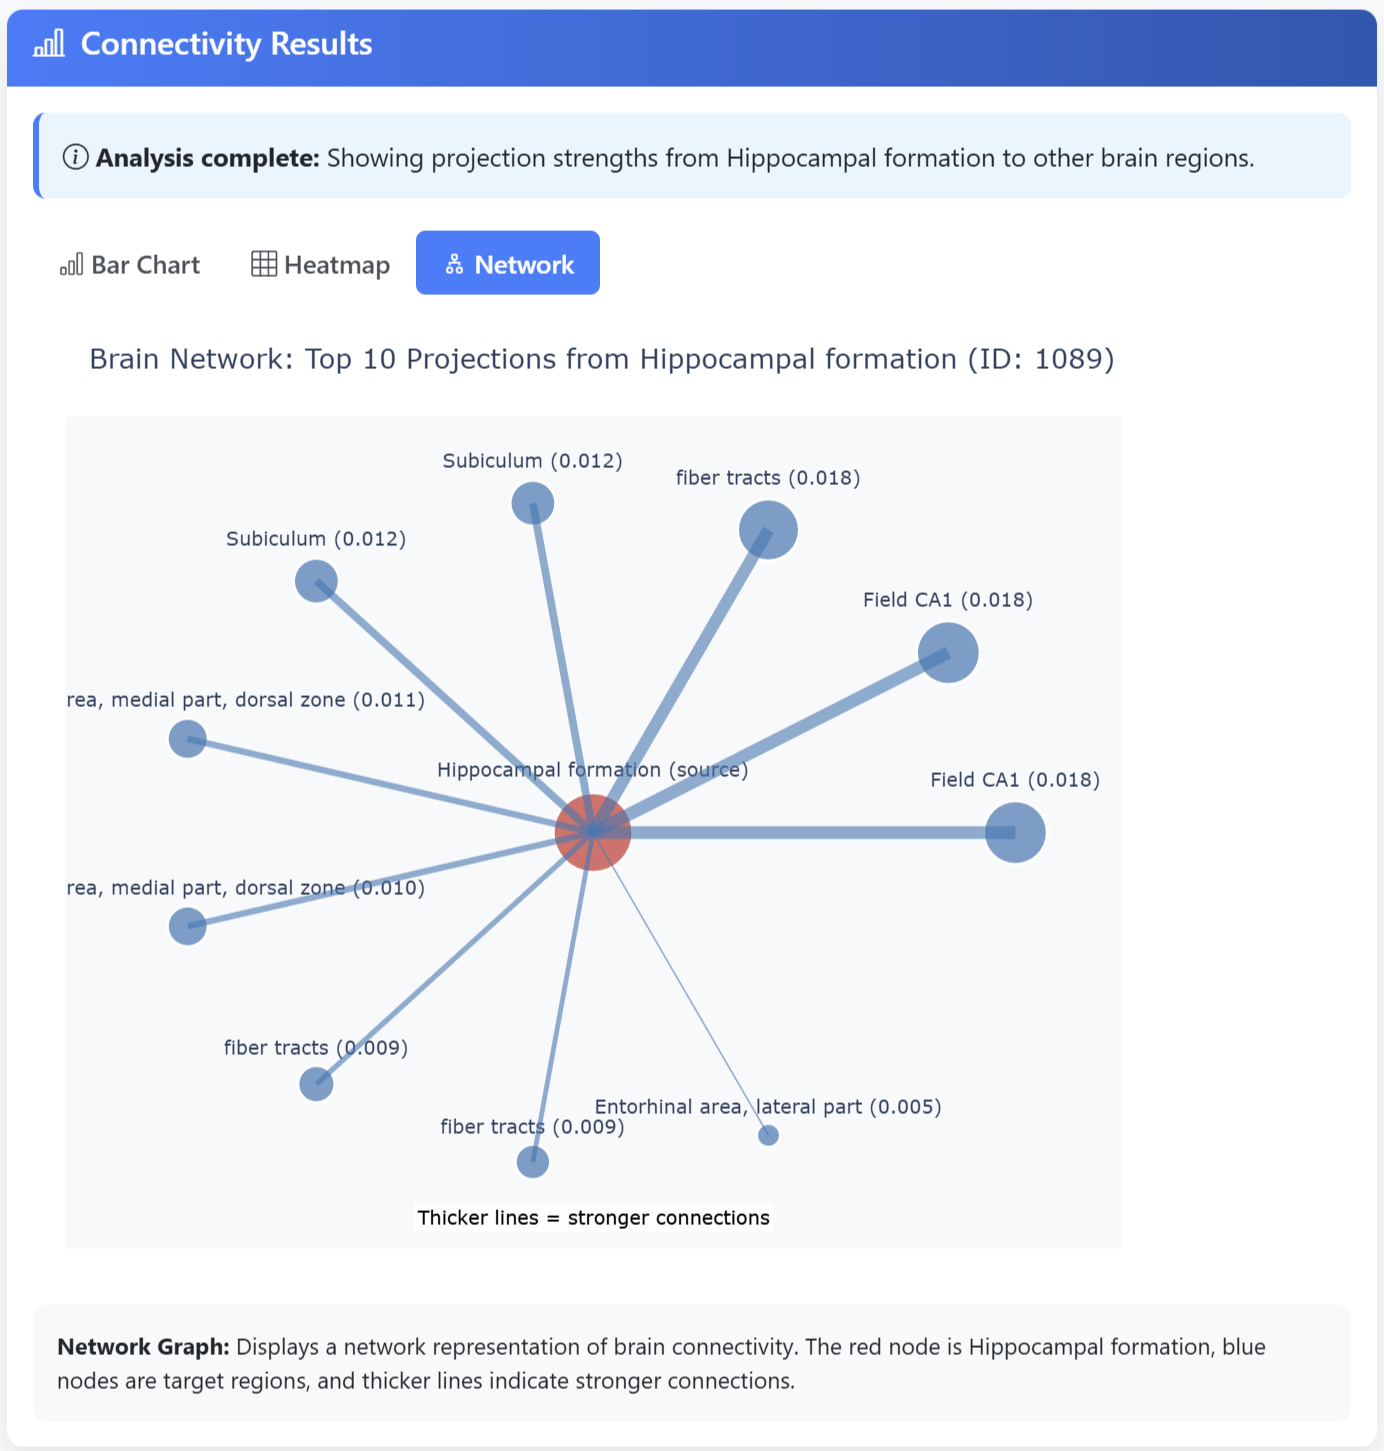 Connectivity Results
Analysis complete: Showing projection strengths from Hippocampal formation to other brain regions.
Bar Chart
Heatmap
Network
Brain Network: Top 10 Projections from Hippocampal formation (ID: 1089)
Subiculum (0.012)
fiber tracts (0.018)
Subiculum (0.012)
Field CA1 (0.018)
rea, medial part, dorsal zone (0.011)
Hippocampal formation (source)
Field CA1 (0.018)
rea, medial part, dorsal zone (0.010)
fiber tracts (0.009)
Entorhinal area, lateral part (0.005)
fiber tracts (0.009)
Thicker lines = stronger connections
Network Graph: Displays a network representation of brain connectivity. The red node is Hippocampal formation, blue
nodes are target regions, and thicker lines indicate stronger connections.